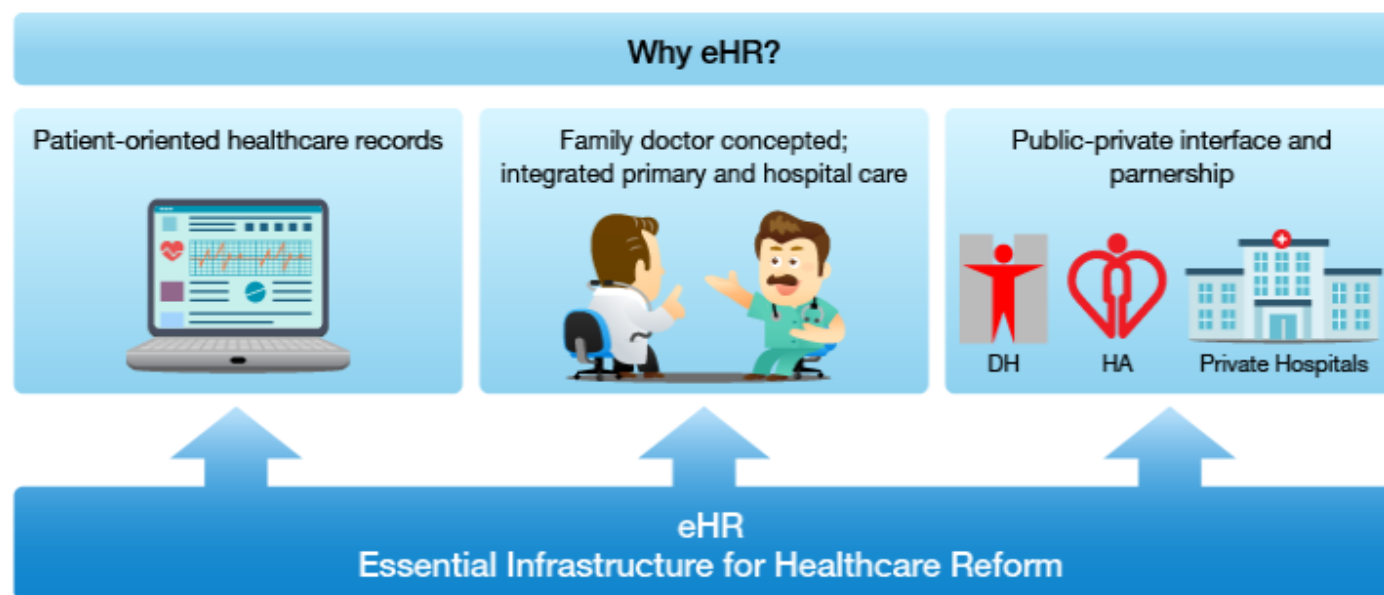 Why eHR?
Patient-oriented healthcare records
Family doctor concepted;
integrated primary and hospital care
Public-private interface and
parnership
DH
HA
Private Hospitals
eHR
Essential Infrastructure for Healthcare Reform